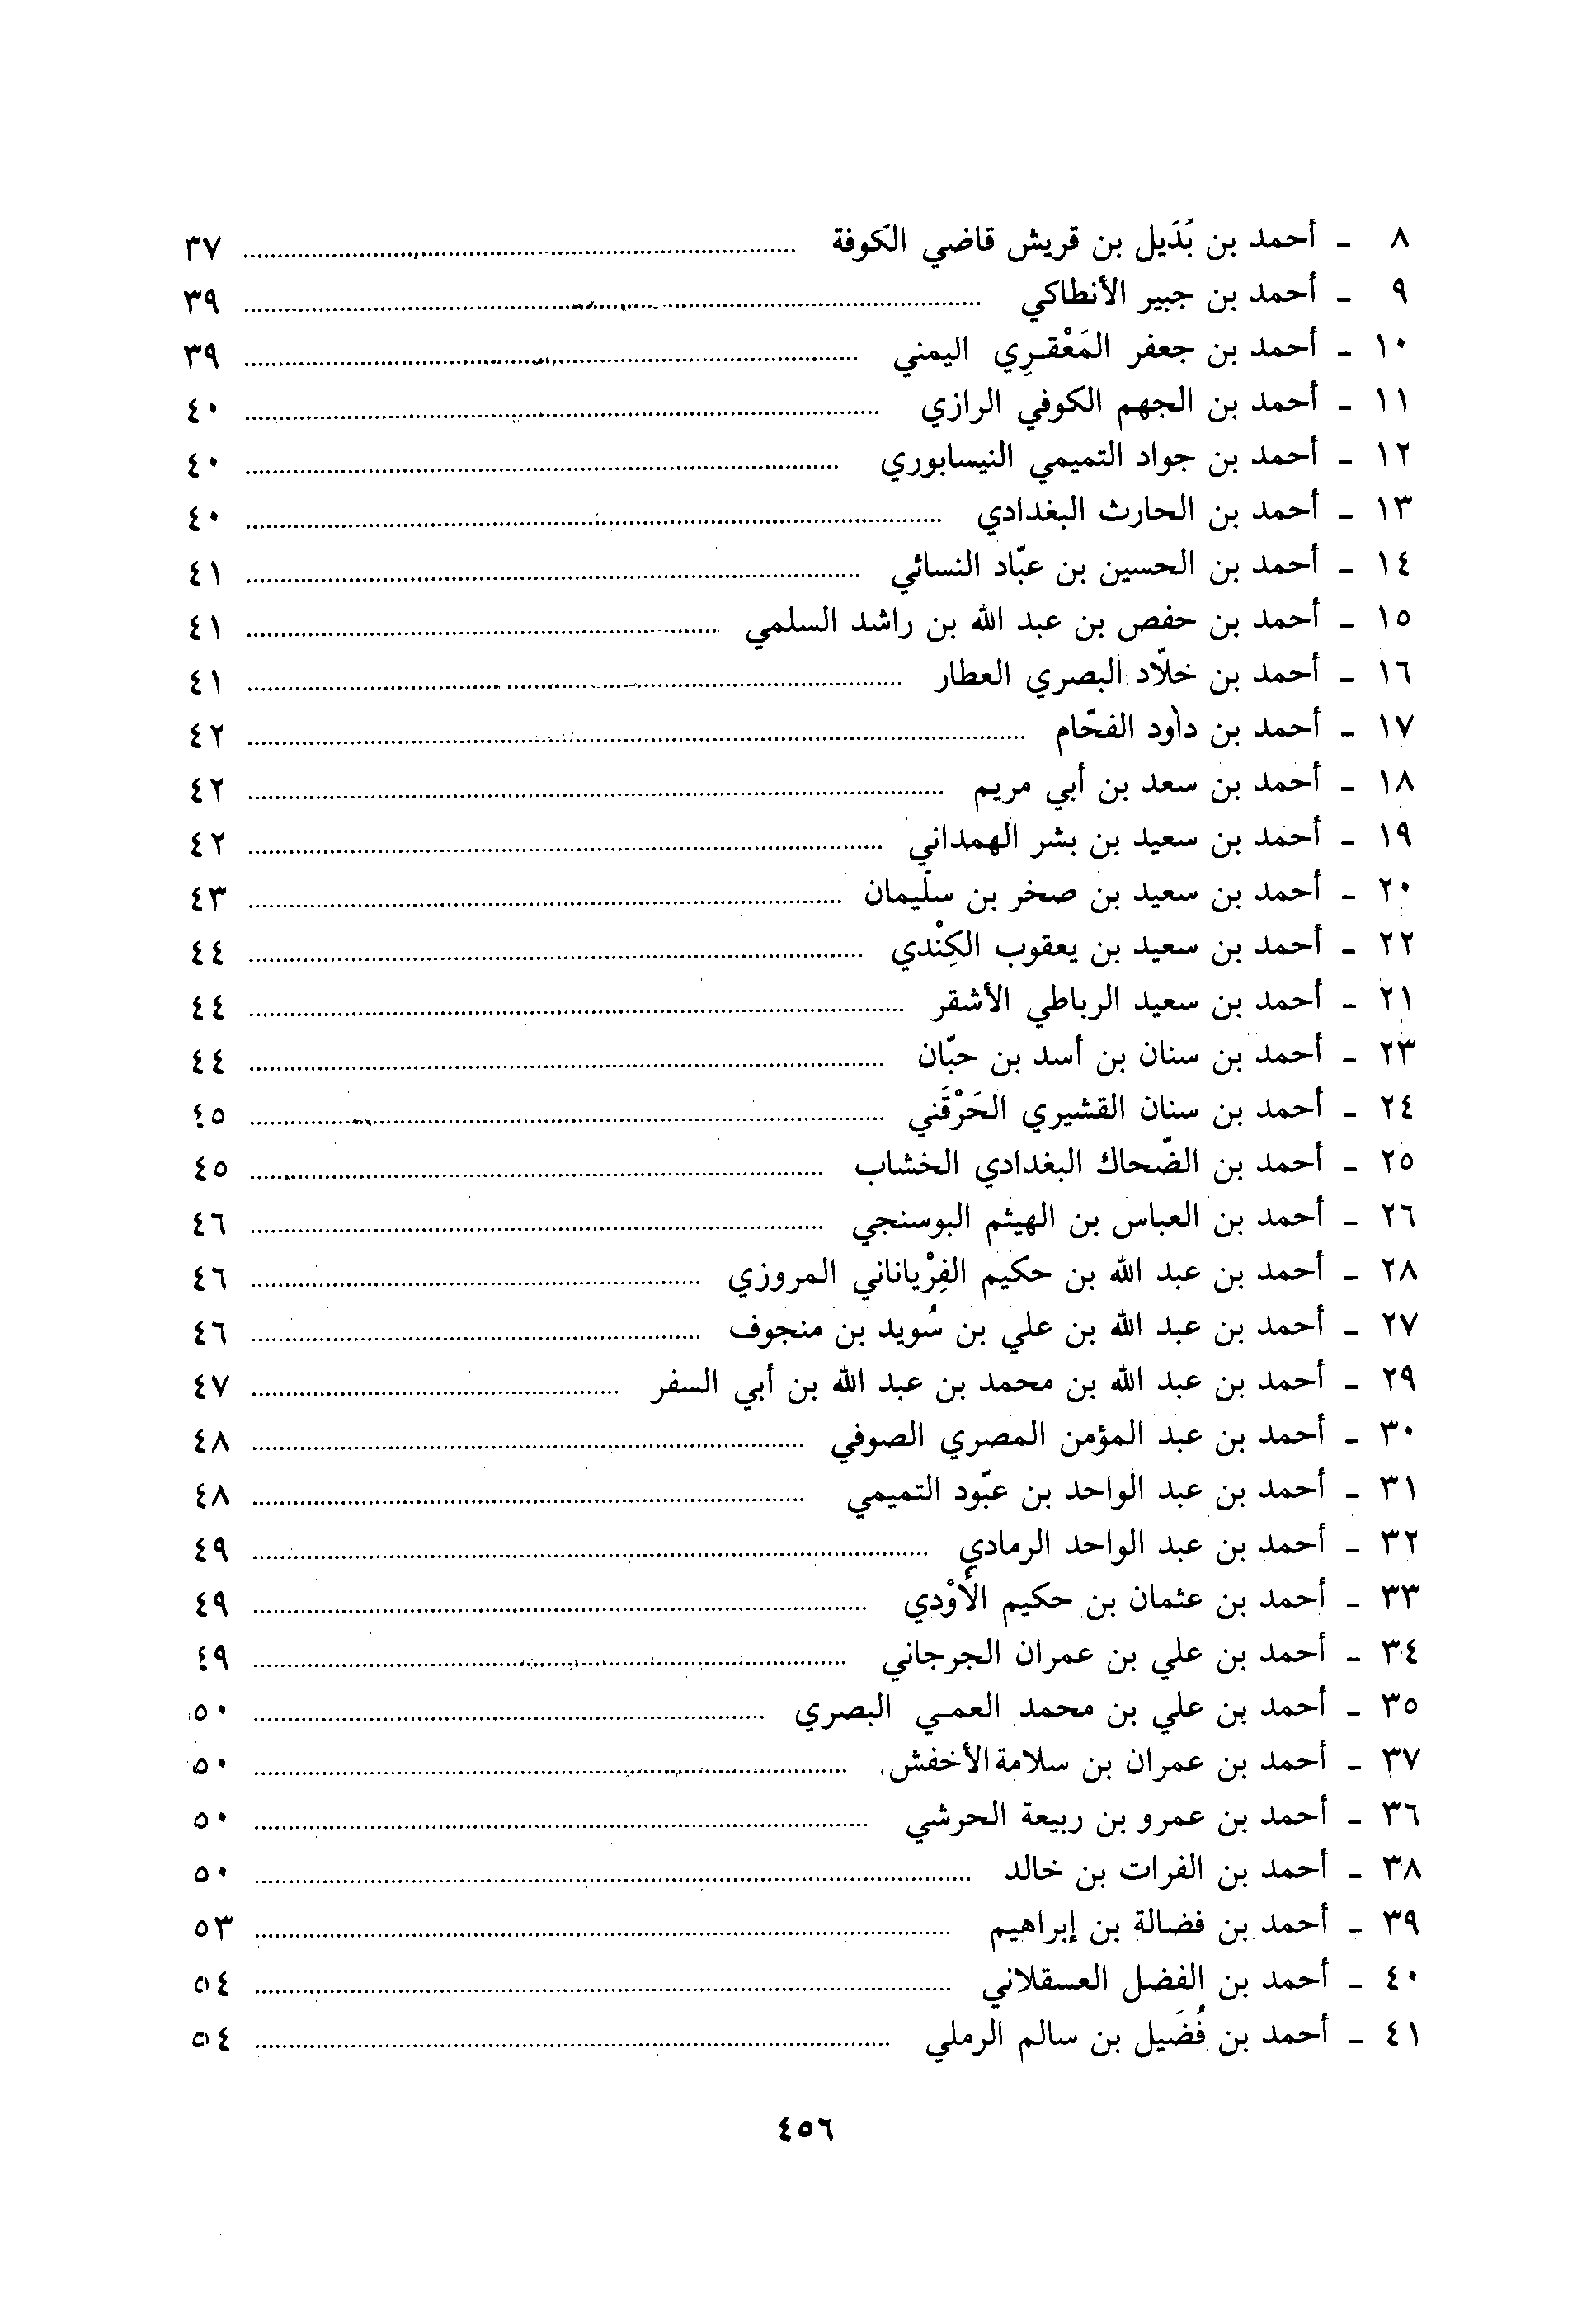 ٨ - أحمد بن بُدَيل بن قريش قاضي الكوفة ........ ٣٧
٩ - أحمد بن جبير الأنطاكي ........ ٣٩
١٠ - أحمد بن جعفر المَعْقِري اليمني ........ ٣٩
١١ - أحمد بن الجهم الكوفي الرازي ........ ٤٠
١٢ - أحمد بن جواد التميمي النيسابوري ........ ٤٠
١٣ - أحمد بن الحارث البغدادي ........ ٤٠
١٤ - أحمد بن الحسين بن عبّاد النسائي ........ ٤١
١٥ - أحمد بن حفص بن عبد الله بن راشد السلمي ........ ٤١
١٦ - أحمد بن خلّاد البصري العطار ........ ٤١
١٧ - أحمد بن داود الفحّام ........ ٤٢
١٨ - أحمد بن سعد بن أبي مريم ........ ٤٢
١٩ - أحمد بن سعيد بن بشر الهمداني ........ ٤٢
٢٠ - أحمد بن سعيد بن صخر بن سليمان ........ ٤٣
٢٢ - أحمد بن سعيد بن يعقوب الكِنْدي ........ ٤٤
٢١ - أحمد بن سعيد الرباطي الأشقر ........ ٤٤
٢٣ - أحمد بن سنان بن أسد بن حبّان ........ ٤٤
٢٤ - أحمد بن سنان القشيري الحَرْقَني ........ ٤٥
٢٥ - أحمد بن الضّحاك البغدادي الخشاب ........ ٤٥
٢٦ - أحمد بن العباس بن الهيثم البوسنجي ........ ٤٦
٢٨ - أحمد بن عبد الله بن حكيم الفِرْياناني المروزي ........ ٤٦
٢٧ - أحمد بن عبد الله بن علي بن سُويد بن منجوف ........ ٤٦
٢٩ - أحمد بن عبد الله بن محمد بن عبد الله بن أبي السفر ........ ٤٧
٣٠ - أحمد بن عبد المؤمن المصري الصوفي ........ ٤٨
٣١ - أحمد بن عبد الواحد بن عبّود التميمي ........ ٤٨
٣٢ - أحمد بن عبد الواحد الرمادي ........ ٤٩
٣٣ - أحمد بن عثمان بن حكيم الأَوْدي ........ ٤٩
٣٤ - أحمد بن علي بن عمران الجرجاني ........ ٤٩
٣٥ - أحمد بن علي بن محمد العمي البصري ........ ٥٠
٣٧ - أحمد بن عمران بن سلامة الأخفش ........ ٥٠
٣٦ - أحمد بن عمرو بن ربيعة الحرشي ........ ٥٠
٣٨ - أحمد بن الفرات بن خالد ........ ٥٠
٣٩ - أحمد بن فضالة بن إبراهيم ........ ٥٣
٤٠ - أحمد بن الفضل العسقلاني ........ ٥٤
٤١ - أحمد بن فُضَيل بن سالم الرملي ........ ٥٤
٤٥٦